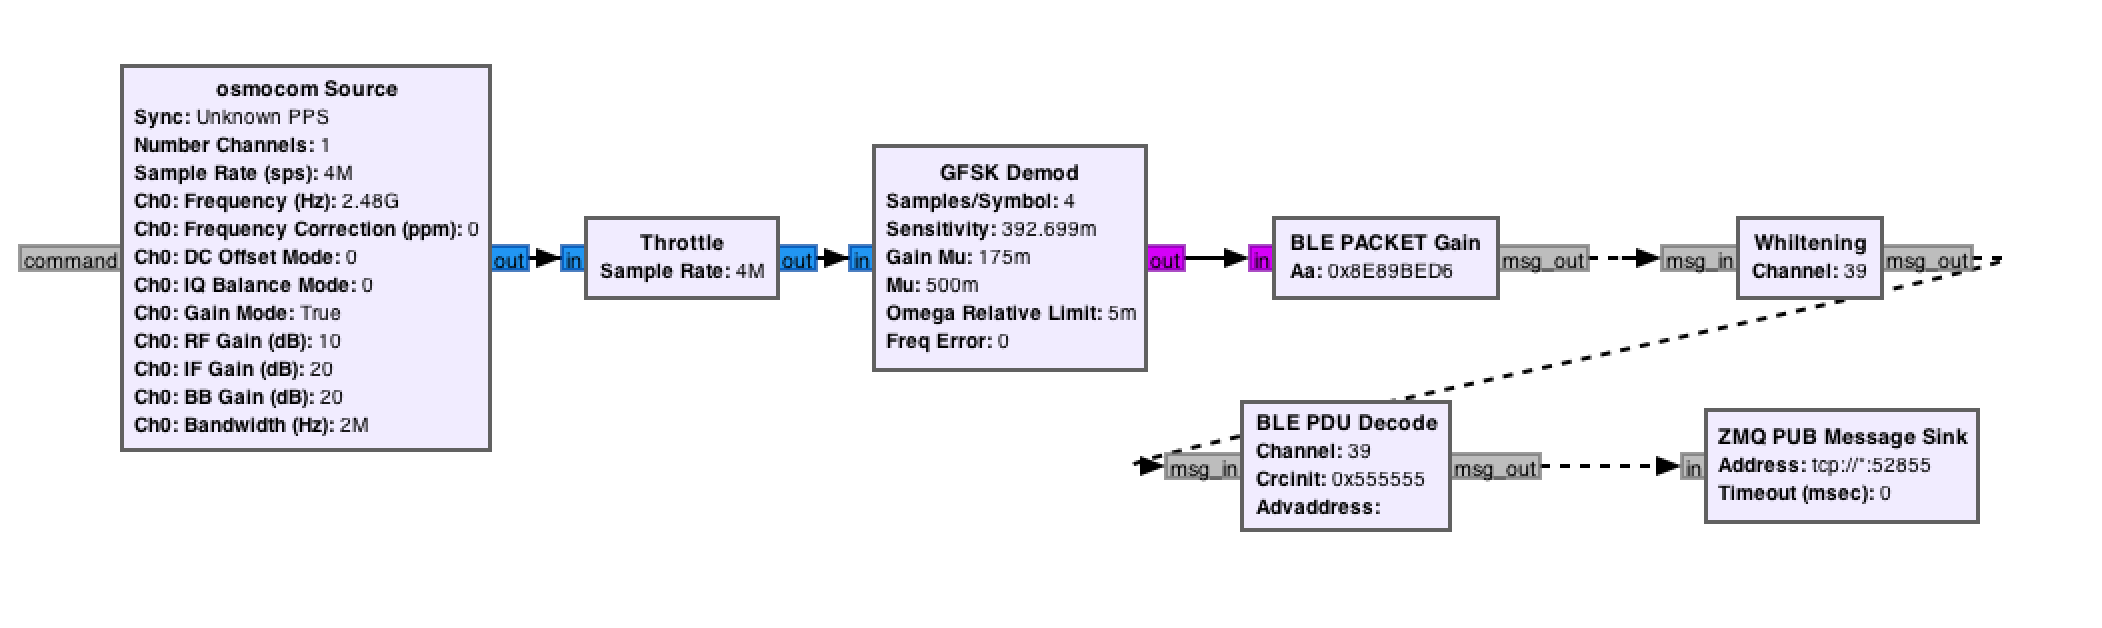 osmocom Source
Sync: Unknown PPS
Number Channels: 1
Sample Rate (sps): 4M
Ch0: Frequency (Hz): 2.48G
Ch0: Frequency Correction (ppm): 0
Ch0: DC Offset Mode: 0
Ch0: IQ Balance Mode: 0
Ch0: Gain Mode: True
Ch0: RF Gain (dB): 10
Ch0: IF Gain (dB): 20
Ch0: BB Gain (dB): 20
Ch0: Bandwidth (Hz): 2M
command
out
in
Throttle
Sample Rate: 4M
out
in
GFSK Demod
Samples/Symbol: 4
Sensitivity: 392.699m
Gain Mu: 175m
Mu: 500m
Omega Relative Limit: 5m
Freq Error: 0
out
in
BLE PACKET Gain
Aa: 0x8E89BED6
msg_out
msg_in
Whiltening
Channel: 39
msg_out
msg_in
BLE PDU Decode
Channel: 39
Crcinit: 0x555555
Advaddress:
msg_out
in
ZMQ PUB Message Sink
Address: tcp://*:52855
Timeout (msec): 0